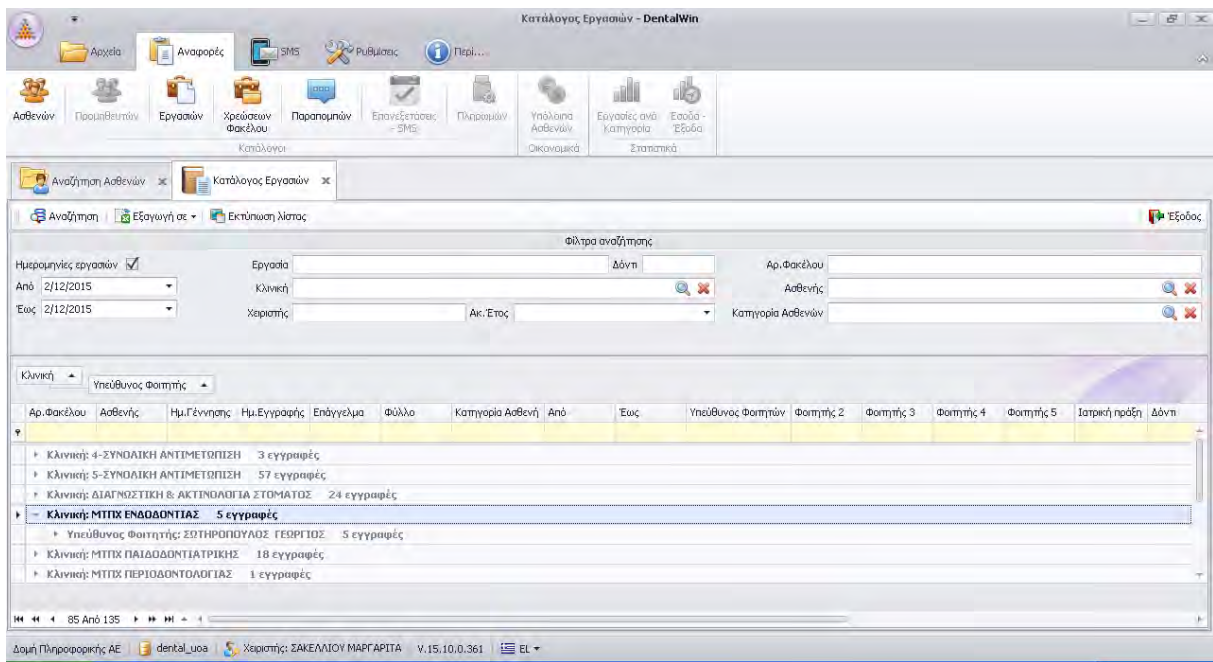 Κατάλογος Εργασιών - DentalWin
Αρχεία Αναφορές SMS Ρυθμίσεις Περί....
Ασθενών Προμηθευτών Εργασιών Χρεώσεων Φακέλου Παραπομπών Επανεξετάσεις - SMS Πληρωμών Υπόλοιπα Ασθενών Εργασίες ανά Κατηγορία Έσοδα - Έξοδα
Κατάλογοι Οικονομικά Στατιστικά
Αναζήτηση Ασθενών Κατάλογος Εργασιών
Αναζήτηση Εξαγωγή σε Εκτύπωση λίστας Έξοδος
Φίλτρα αναζήτησης
Ημερομηνίες εργασιών Εργασία Δόντι Αρ.Φακέλου
Από 2/12/2015 Κλινική Ασθενής
Έως 2/12/2015 Χειριστής Ακ.Έτος Κατηγορία Ασθενών
Κλινική
Υπεύθυνος Φοιτητής
Αρ.Φακέλου Ασθενής Ημ.Γέννησης Ημ.Εγγραφής Επάγγελμα Φύλλο Κατηγορία Ασθενή Από Έως Υπεύθυνος Φοιτητών Φοιτητής 2 Φοιτητής 3 Φοιτητής 4 Φοιτητής 5 Ιατρική πράξη Δόντι
Κλινική: 4-ΣΥΝΟΛΙΚΗ ΑΝΤΙΜΕΤΩΠΙΣΗ 3 εγγραφές
Κλινική: 5-ΣΥΝΟΛΙΚΗ ΑΝΤΙΜΕΤΩΠΙΣΗ 57 εγγραφές
Κλινική: ΔΙΑΓΝΩΣΤΙΚΗ & ΑΚΤΙΝΟΛΟΓΙΑ ΣΤΟΜΑΤΟΣ 24 εγγραφές
Κλινική: ΜΤΠΧ ΕΝΔΟΔΟΝΤΙΑΣ 5 εγγραφές
Υπεύθυνος Φοιτητής: ΣΩΤΗΡΟΠΟΥΛΟΣ ΓΕΩΡΓΙΟΣ 5 εγγραφές
Κλινική: ΜΤΠΧ ΠΑΙΔΟΔΟΝΤΙΑΤΡΙΚΗΣ 18 εγγραφές
Κλινική: ΜΤΠΧ ΠΕΡΙΟΔΟΝΤΟΛΟΓΙΑΣ 1 εγγραφές
85 Από 135
Δομή Πληροφορικής ΑΕ dental_uoa Χειριστής: ΣΑΚΕΛΛΙΟΥ ΜΑΡΓΑΡΙΤΑ V.15.10.0.361 EL